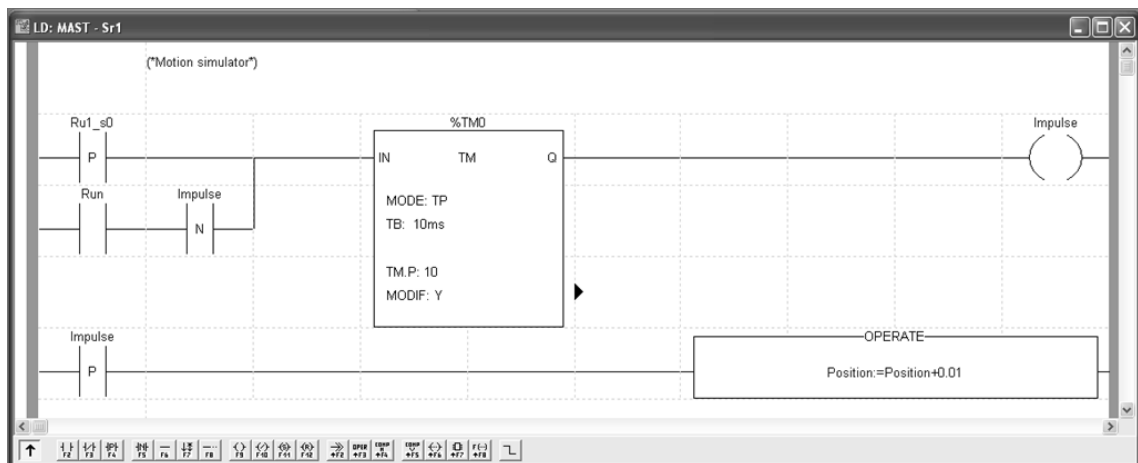 LD: MAST - Sr1
(*Motion simulator*)
Ru1_s0
%TM0
Impulse
P
IN
TM
Q
Run
Impulse
N
MODE: TP
TB: 10ms
TM.P: 10
MODIF: Y
Impulse
P
OPERATE
Position:=Position+0.01